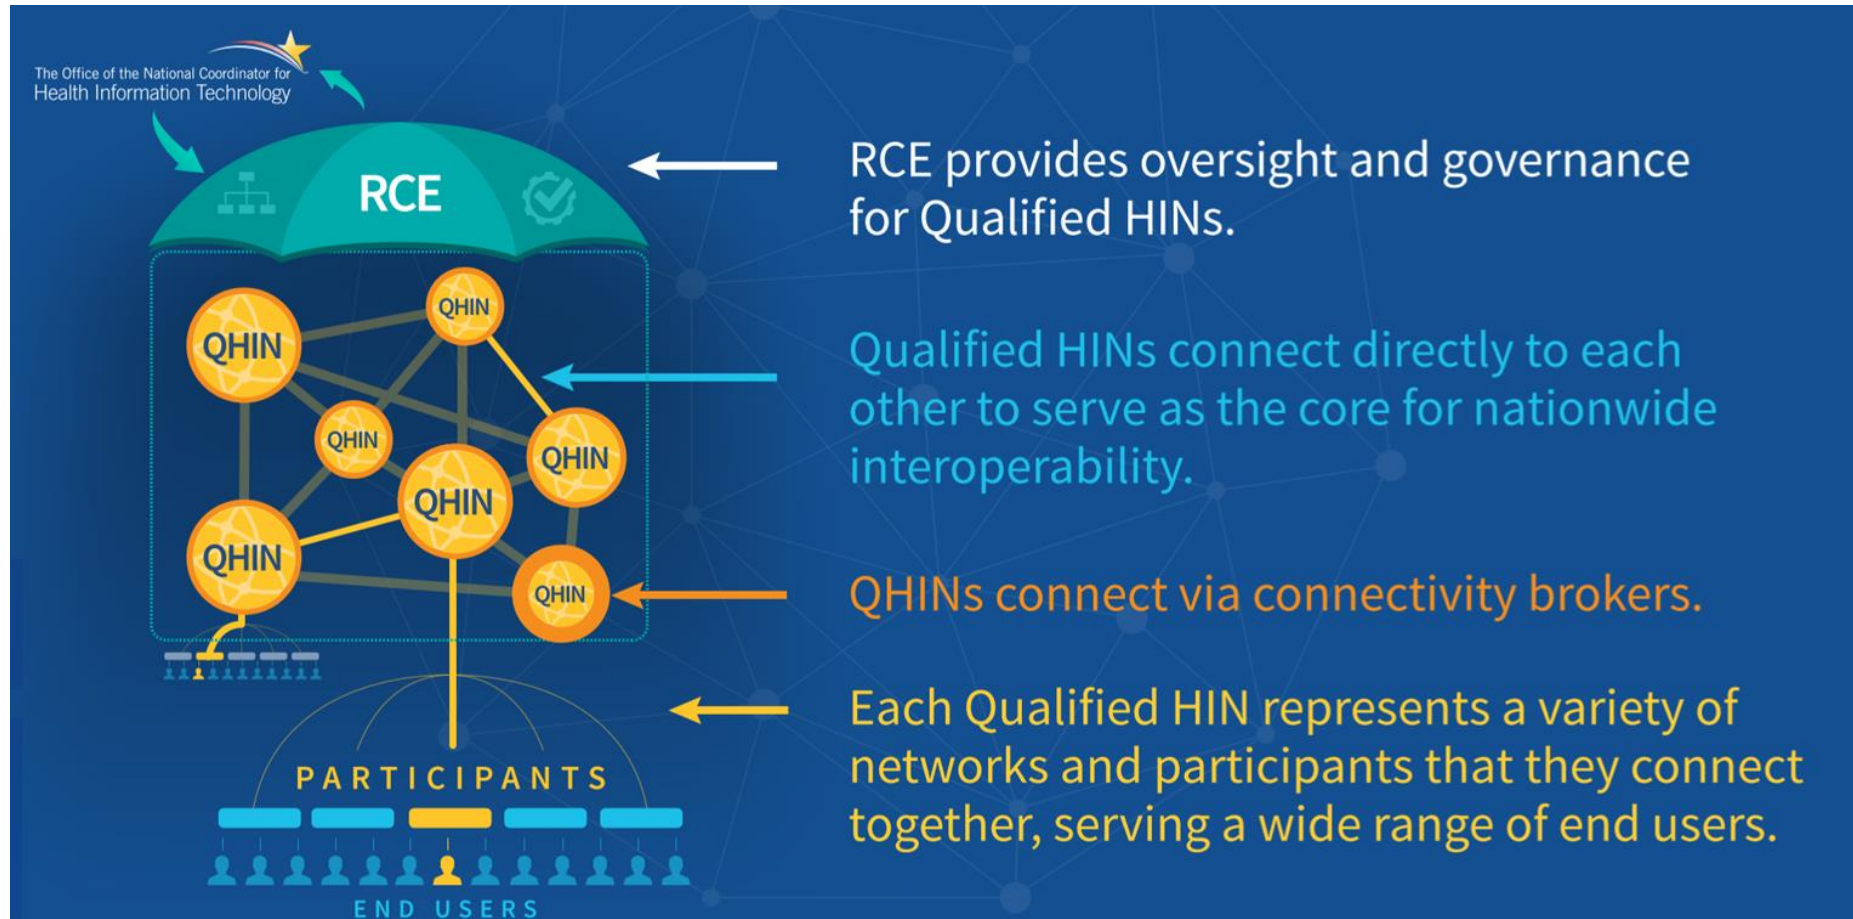 The Office of the National Coordinator for
Health Information Technology
RCE
RCE provides oversight and governance
for Qualified HINs.
QHIN
QHIN
QHIN
QHIN
QHIN
QHIN
QHIN
Qualified HINs connect directly to each
other to serve as the core for nationwide
interoperability.
QHINs connect via connectivity brokers.
Each Qualified HIN represents a variety of
networks and participants that they connect
together, serving a wide range of end users.
PARTICIPANTS
END USERS